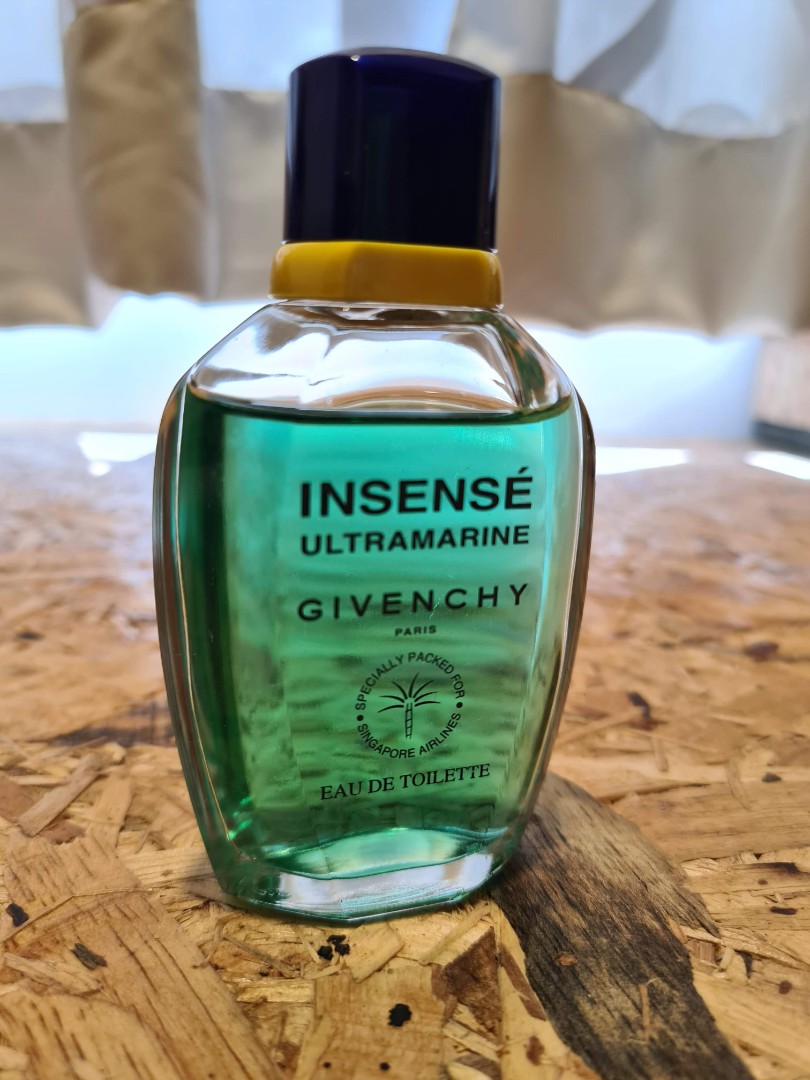 INSENSÉ
ULTRAMARINE
GIVENCHY
PARIS
SPECIALLY PACKED FOR
• SINGAPORE AIRLINES •
EAU DE TOILETTE